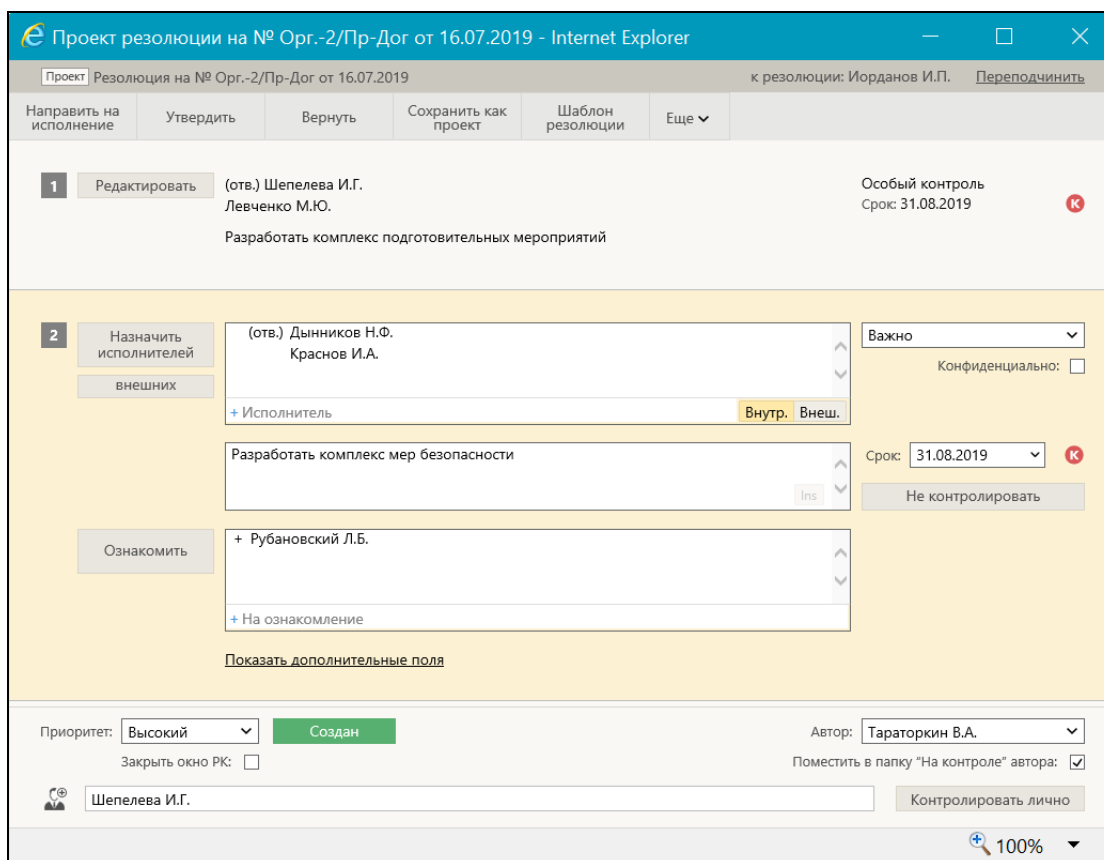 Проект резолюции на № Орг.-2/Пр-Дог от 16.07.2019 - Internet Explorer
Проект Резолюция на № Орг.-2/Пр-Дог от 16.07.2019 к резолюции: Иорданов И.П. Переподчинить
Направить на исполнение Утвердить Вернуть Сохранить как проект Шаблон резолюции Еще
1 Редактировать (отв.) Шепелева И.Г. Особый контроль
Левченко М.Ю. Срок: 31.08.2019 К
Разработать комплекс подготовительных мероприятий
2 Назначить исполнителей (отв.) Дынников Н.Ф. Важно
Краснов И.А.
Конфиденциально:
внешних
+ Исполнитель Внутр. Внеш.
Разработать комплекс мер безопасности Срок: 31.08.2019 К
Ins Не контролировать
Ознакомить + Рубановский Л.Б.
+ На ознакомление
Показать дополнительные поля
Приоритет: Высокий Создан Автор: Тараторкин В.А.
Закрыть окно РК: Поместить в папку "На контроле" автора:
Шепелева И.Г. Контролировать лично
100%